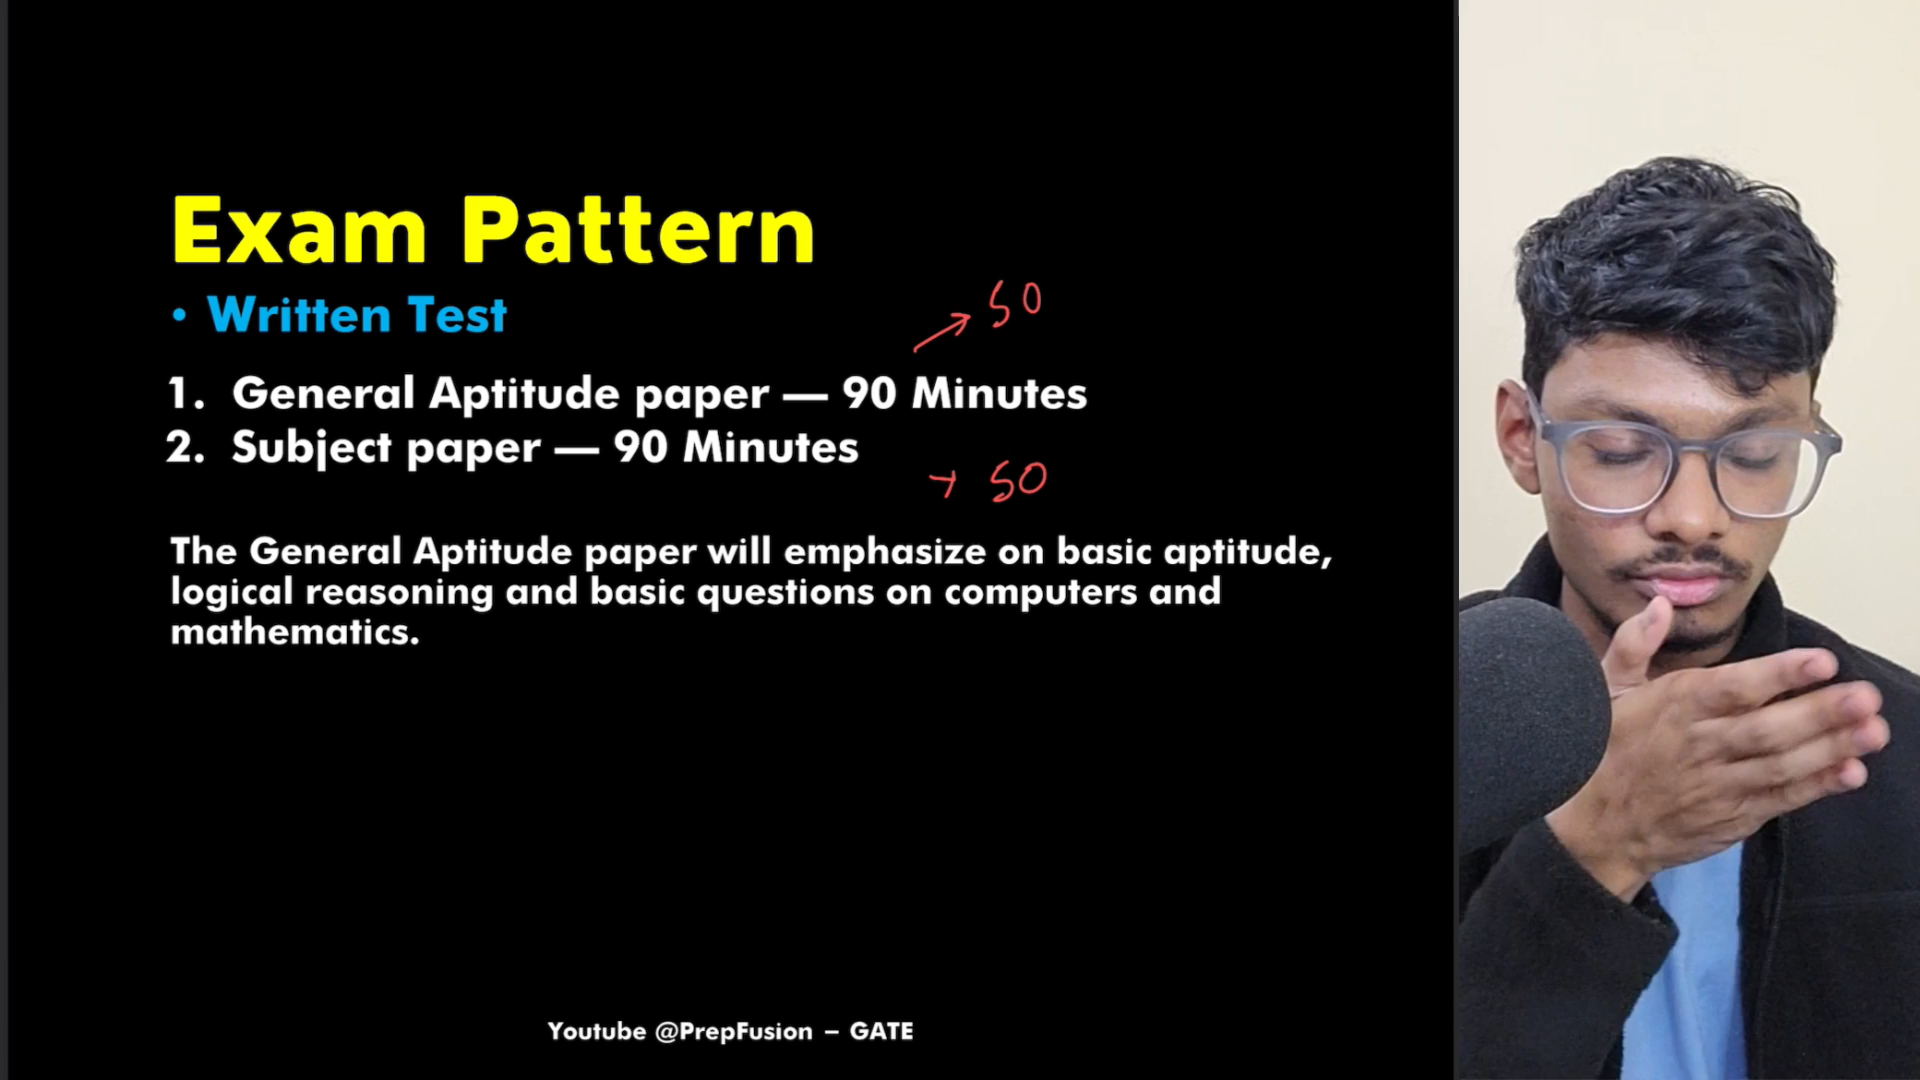 Exam Pattern
• Written Test
50
1. General Aptitude paper — 90 Minutes
2. Subject paper — 90 Minutes
→ 50
The General Aptitude paper will emphasize on basic aptitude,
logical reasoning and basic questions on computers and
mathematics.
Youtube @PrepFusion – GATE